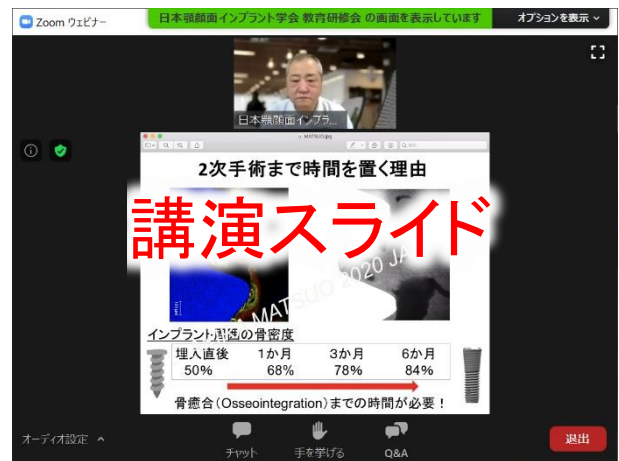 Zoom ウェビナー
日本顎顔面インプラント学会 教育研修会 の画面を表示しています
オプションを表示
日本顎顔面インプラ...
2次手術まで時間を置く理由
講演スライド
MATSUO 2020 JA
インプラント周囲の骨密度
埋入直後 1か月 3か月 6か月
50% 68% 78% 84%
骨癒合(Osseointegration)までの時間が必要!
オーディオ設定
チャット
手を挙げる
Q&A
退出